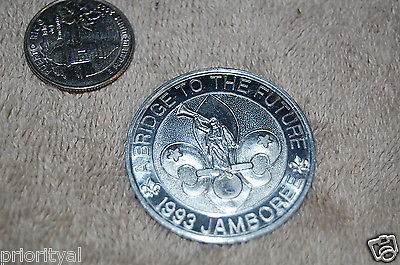 A BRIDGE TO THE FUTURE
1993 JAMBOREE
priorityal